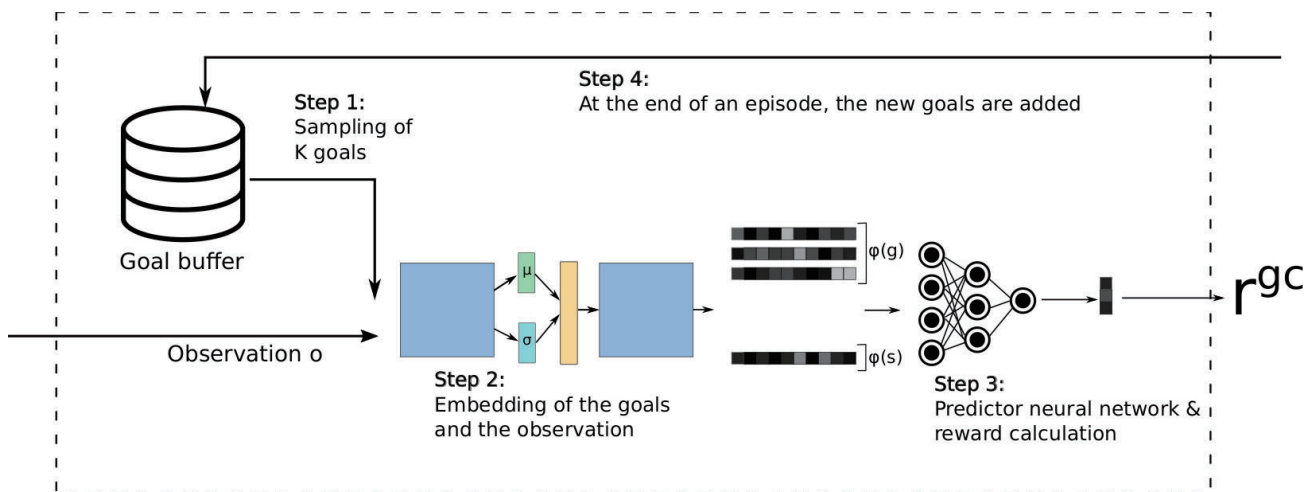 Step 4:
At the end of an episode, the new goals are added
Step 1:
Sampling of
K goals
Goal buffer
Observation o
μ
σ
Step 2:
Embedding of the goals
and the observation
φ(g)
φ(s)
Step 3:
Predictor neural network &
reward calculation
rgc